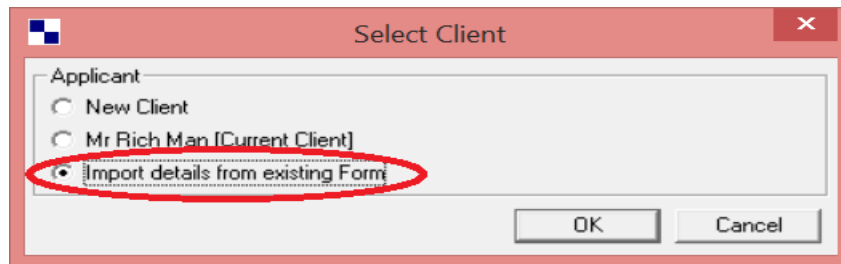 Select Client
Applicant
New Client
Mr Rich Man [Current Client]
Import details from existing Form
OK Cancel